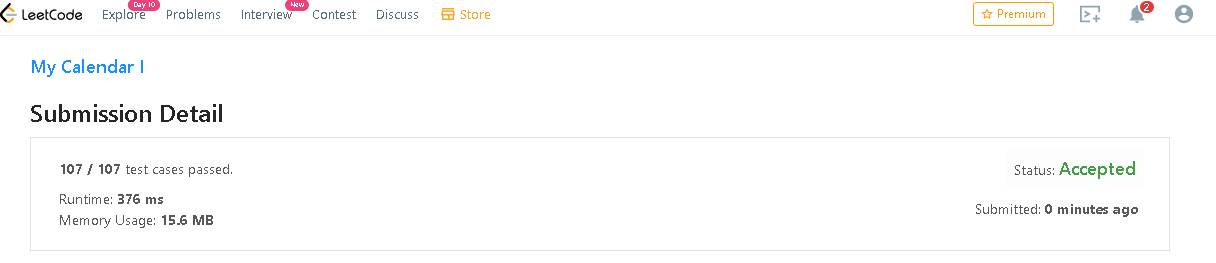 LeetCode Explore Day 10 Problems Interview New Contest Discuss Store Premium 2
My Calendar I
Submission Detail
107 / 107 test cases passed.
Status: Accepted
Runtime: 376 ms
Submitted: 0 minutes ago
Memory Usage: 15.6 MB